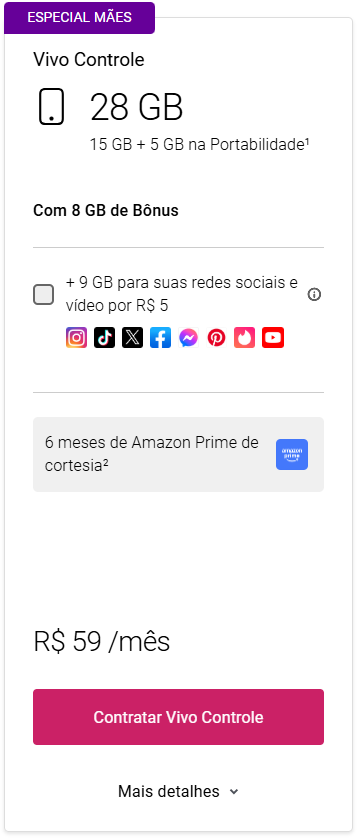 ESPECIAL MÃES
Vivo Controle
28 GB
15 GB + 5 GB na Portabilidade¹
Com 8 GB de Bônus
+ 9 GB para suas redes sociais e
vídeo por R$ 5
6 meses de Amazon Prime de
cortesia²
amazon
prime
R$ 59 /mês
Contratar Vivo Controle
Mais detalhes